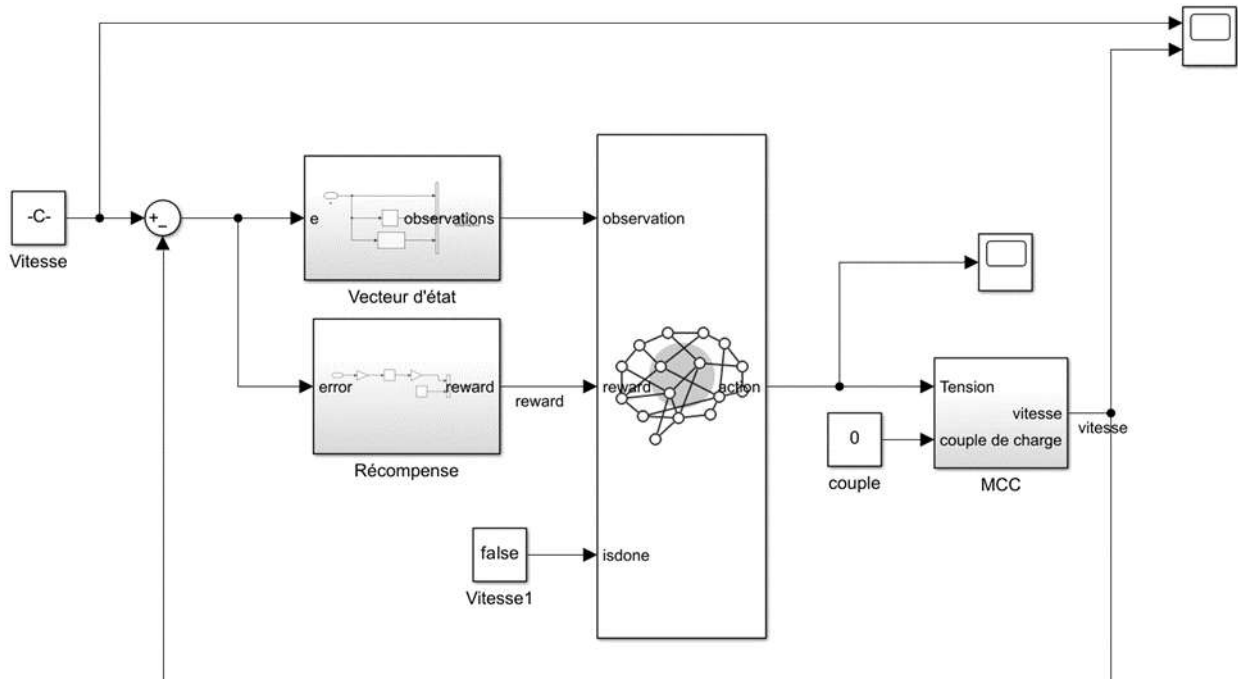 -C-
Vitesse
+
−
e
observations
Vecteur d'état
error
reward
Récompense
reward
false
Vitesse1
observation
reward
action
isdone
0
couple
Tension
vitesse
couple de charge
MCC
vitesse